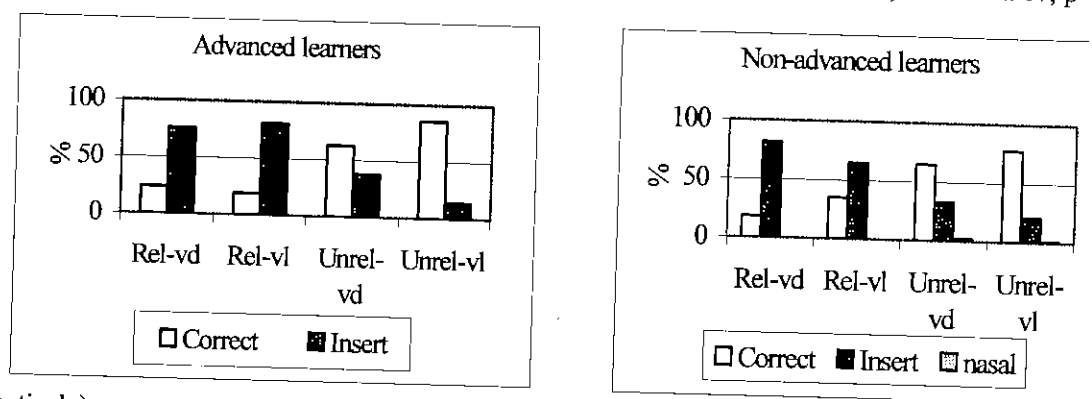 Advanced learners
100
50
0
%
Rel-vd Rel-vl Unrel-vd Unrel-vl
Correct Insert
Non-advanced learners
100
50
0
%
Rel-vd Rel-vl Unrel-vd Unrel-vl
Correct Insert nasal